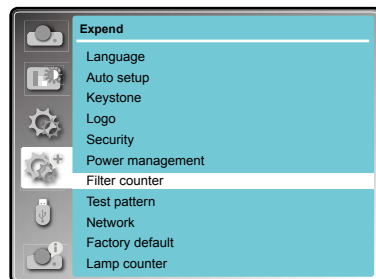 Expend
Language
Auto setup
Keystone
Logo
Security
Power management
Filter counter
Test pattern
Network
Factory default
Lamp counter